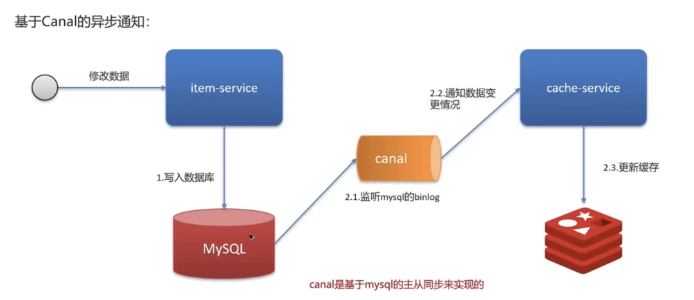 基于Canal的异步通知：
修改数据
item-service
2.2.通知数据变
更情况
cache-service
1.写入数据库
canal
2.1.监听mysql的binlog
2.3.更新缓存
MySQL
canal是基于mysql的主从同步来实现的